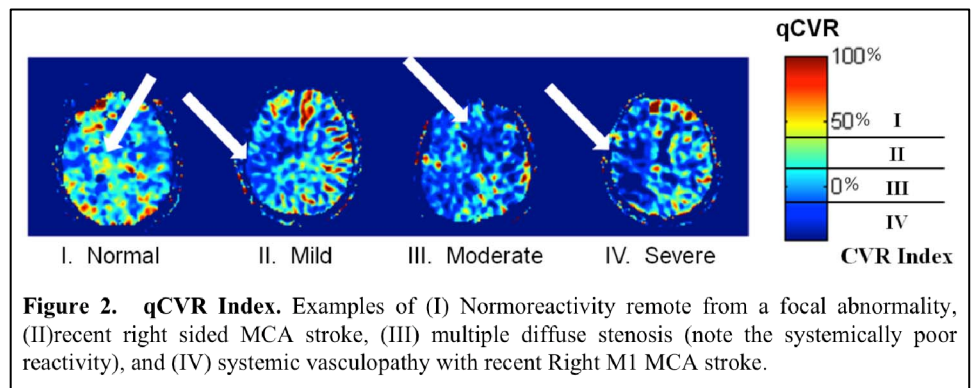 qCVR
100%
50%
0%
I
II
III
IV
CVR Index
I. Normal
II. Mild
III. Moderate
IV. Severe
Figure 2. qCVR Index. Examples of (I) Normoreactivity remote from a focal abnormality,
(II)recent right sided MCA stroke, (III) multiple diffuse stenosis (note the systemically poor
reactivity), and (IV) systemic vasculopathy with recent Right M1 MCA stroke.